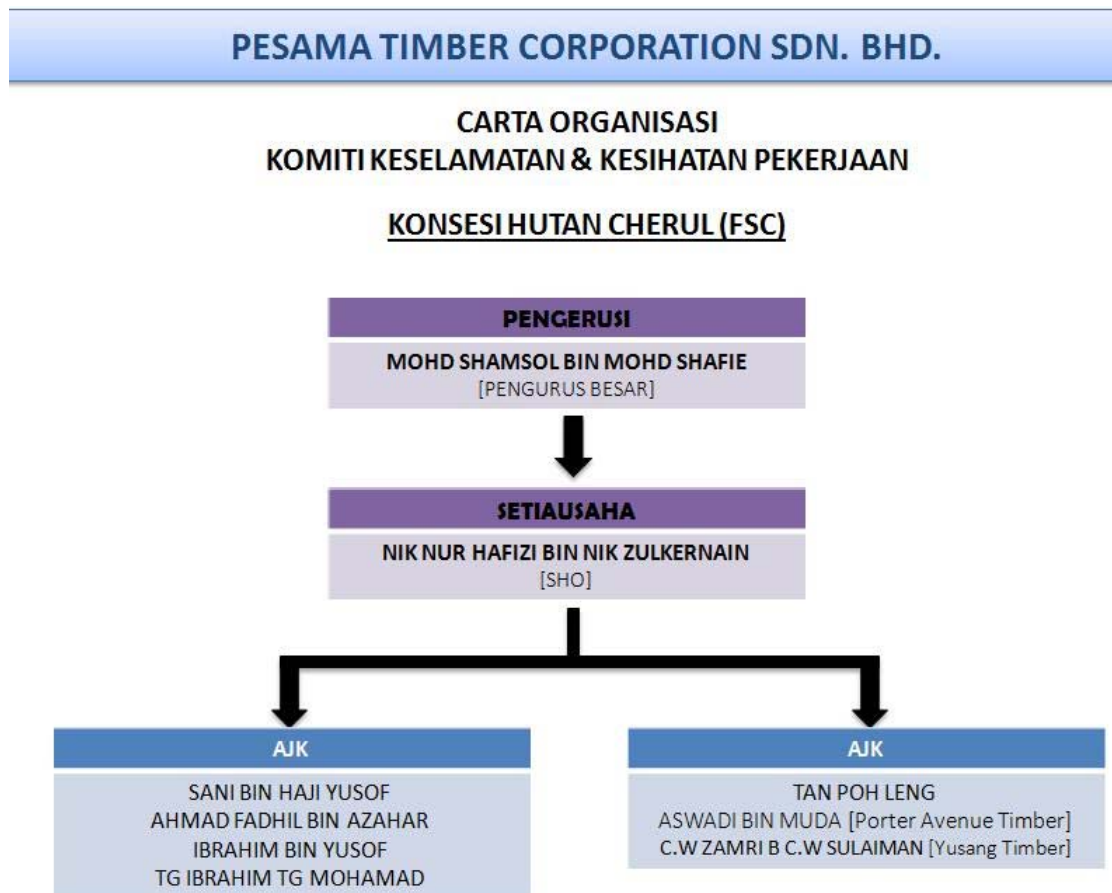 PESAMA TIMBER CORPORATION SDN. BHD.
CARTA ORGANISASI
KOMITI KESELAMATAN & KESIHATAN PEKERJAAN
KONSESI HUTAN CHERUL (FSC)
PENGERUSI
MOHD SHAMSOL BIN MOHD SHAFIE
[PENGURUS BESAR]
SETIAUSAHA
NIK NUR HAFIZI BIN NIK ZULKERNAIN
[SHO]
AJK
SANI BIN HAJI YUSOF
AHMAD FADHIL BIN AZAHAR
IBRAHIM BIN YUSOF
TG IBRAHIM TG MOHAMAD
AJK
TAN POH LENG
ASWADI BIN MUDA [Porter Avenue Timber]
C.W ZAMRI B C.W SULAIMAN [Yusang Timber]